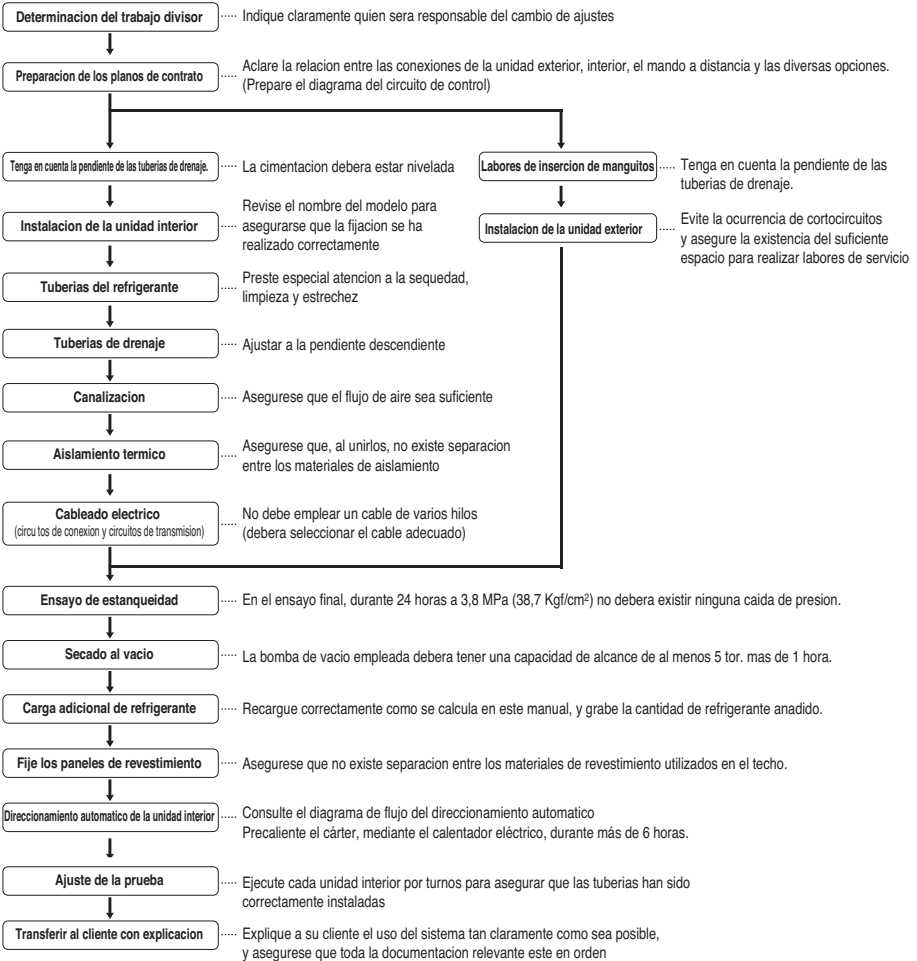 Determinacion del trabajo divisor
..... Indique claramente quien sera responsable del cambio de ajustes
Preparacion de los planos de contrato
..... Aclare la relacion entre las conexiones de la unidad exterior, interior, el mando a distancia y las diversas opciones.
(Prepare el diagrama del circuito de control)
Tenga en cuenta la pendiente de las tuberias de drenaje.
..... La cimentacion debera estar nivelada
Labores de insercion de manguitos
..... Tenga en cuenta la pendiente de las
tuberias de drenaje.
Instalacion de la unidad interior
..... Revise el nombre del modelo para
asegurarse que la fijacion se ha
realizado correctamente
Instalacion de la unidad exterior
..... Evite la ocurrencia de cortocircuitos
y asegure la existencia del suficiente
espacio para realizar labores de servicio
Tuberias del refrigerante
..... Preste especial atencion a la sequedad,
limpieza y estrechez
Tuberias de drenaje
..... Ajustar a la pendiente descendiente
Canalizacion
..... Asegurese que el flujo de aire sea suficiente
Aislamiento termico
..... Asegurese que, al unirlos, no existe separacion
entre los materiales de aislamiento
Cableado electrico
(circu tos de conexion y circuitos de transmision)
..... No debe emplear un cable de varios hilos
(debera seleccionar el cable adecuado)
Ensayo de estanqueidad
..... En el ensayo final, durante 24 horas a 3,8 MPa (38,7 Kgf/cm²) no debera existir ninguna caida de presion.
Secado al vacio
..... La bomba de vacio empleada debera tener una capacidad de alcance de al menos 5 tor. mas de 1 hora.
Carga adicional de refrigerante
..... Recargue correctamente como se calcula en este manual, y grabe la cantidad de refrigerante anadido.
Fije los paneles de revestimiento
..... Asegurese que no existe separacion entre los materiales de revestimiento utilizados en el techo.
Direccionamiento automatico de la unidad interior
..... Consulte el diagrama de flujo del direccionamiento automatico
Precaliente el cárter, mediante el calentador eléctrico, durante más de 6 horas.
Ajuste de la prueba
..... Ejecute cada unidad interior por turnos para asegurar que las tuberias han sido
correctamente instaladas
Transferir al cliente con explicacion
..... Explique a su cliente el uso del sistema tan claramente como sea posible,
y asegurese que toda la documentacion relevante este en orden